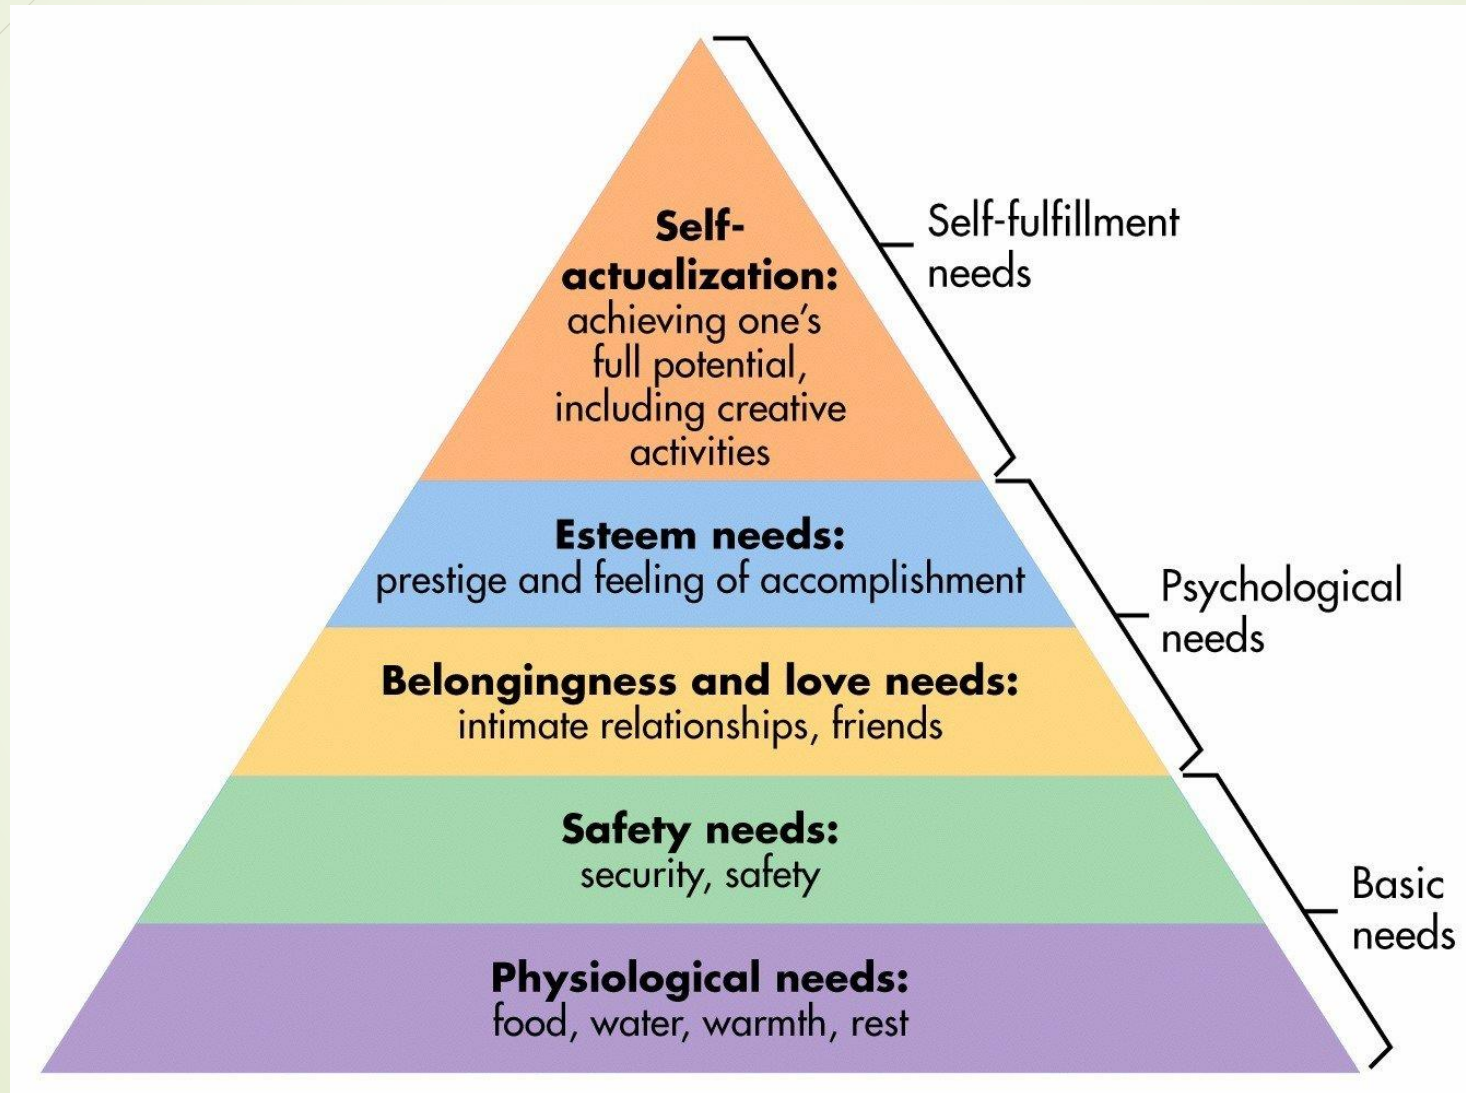 Self-
actualization:
achieving one's
full potential,
including creative
activities
Self-fulfillment
needs
Esteem needs:
prestige and feeling of accomplishment
Belongingness and love needs:
intimate relationships, friends
Psychological
needs
Safety needs:
security, safety
Physiological needs:
food, water, warmth, rest
Basic
needs